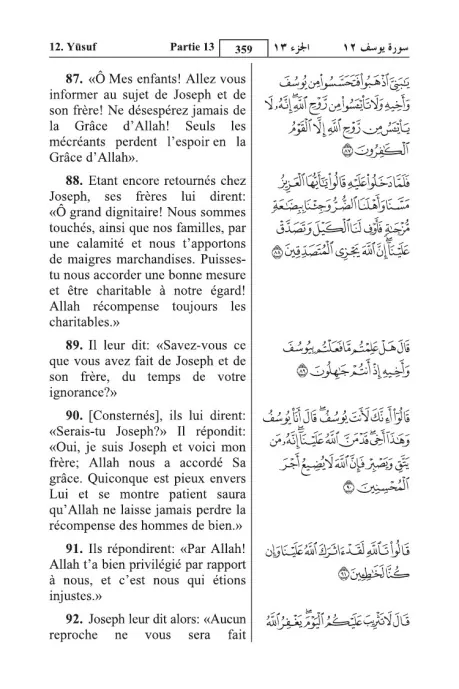 12. Yūsuf
Partie 13
359
الجزء ١٣
سورة يوسف ١٢
87. «Ô Mes enfants! Allez vous
informer au sujet de Joseph et de
son frère! Ne désespérez jamais de
la Grâce d’Allah! Seuls les
mécréants perdent l’espoir en la
Grâce d’Allah».
يَـٰبَنِىَّ ٱذْهَبُوا۟ فَتَحَسَّسُوا۟ مِن يُوسُفَ
وَأَخِيهِ وَلَا تَا۟يْـَٔسُوا۟ مِن رَّوْحِ ٱللَّهِ ۖ إِنَّهُۥ لَا
يَا۟يْـَٔسُ مِن رَّوْحِ ٱللَّهِ إِلَّا ٱلْقَوْمُ
ٱلْكَـٰفِرُونَ ٨٧
88. Etant encore retournés chez
Joseph, ses frères lui dirent:
«Ô grand dignitaire! Nous sommes
touchés, ainsi que nos familles, par
une calamité et nous t’apportons
de maigres marchandises. Puisses-
tu nous accorder une bonne mesure
et être charitable à notre égard!
Allah récompense toujours les
charitables.»
فَلَمَّا دَخَلُوا۟ عَلَيْهِ قَالُوا۟ يَـٰٓأَيُّهَا ٱلْعَزِيزُ
مَسَّنَا وَأَهْلَنَا ٱلضُّرُّ وَجِئْنَا بِبِضَـٰعَةٍ
مُّزْجَىٰةٍ فَأَوْفِ لَنَا ٱلْكَيْلَ وَتَصَدَّقْ
عَلَيْنَآ ۖ إِنَّ ٱللَّهَ يَجْزِى ٱلْمُتَصَدِّقِينَ ٨٨
89. Il leur dit: «Savez-vous ce
que vous avez fait de Joseph et de
son frère, du temps de votre
ignorance?»
قَالَ هَلْ عَلِمْتُم مَّا فَعَلْتُم بِيُوسُفَ
وَأَخِيهِ إِذْ أَنتُمْ جَـٰهِلُونَ ٨٩
90. [Consternés], ils lui dirent:
«Serais-tu Joseph?» Il répondit:
«Oui, je suis Joseph et voici mon
frère; Allah nous a accordé Sa
grâce. Quiconque est pieux envers
Lui et se montre patient saura
qu’Allah ne laisse jamais perdre la
récompense des hommes de bien.»
قَالُوٓا۟ أَءِنَّكَ لَأَنتَ يُوسُفُ ۖ قَالَ أَنَا۠ يُوسُفُ
وَهَـٰذَآ أَخِى ۖ قَدْ مَنَّ ٱللَّهُ عَلَيْنَآ ۖ إِنَّهُۥ مَن
يَتَّقِ وَيَصْبِرْ فَإِنَّ ٱللَّهَ لَا يُضِيعُ أَجْرَ
ٱلْمُحْسِنِينَ ٩٠
91. Ils répondirent: «Par Allah!
Allah t’a bien privilégié par rapport
à nous, et c’est nous qui étions
injustes.»
قَالُوا۟ تَٱللَّهِ لَقَدْ ءَاثَرَكَ ٱللَّهُ عَلَيْنَا وَإِن
كُنَّا لَخَـٰطِـِٔينَ ٩١
92. Joseph leur dit alors: «Aucun
reproche ne vous sera fait
قَالَ لَا تَثْرِيبَ عَلَيْكُمُ ٱلْيَوْمَ ۖ يَغْفِرُ ٱللَّهُ